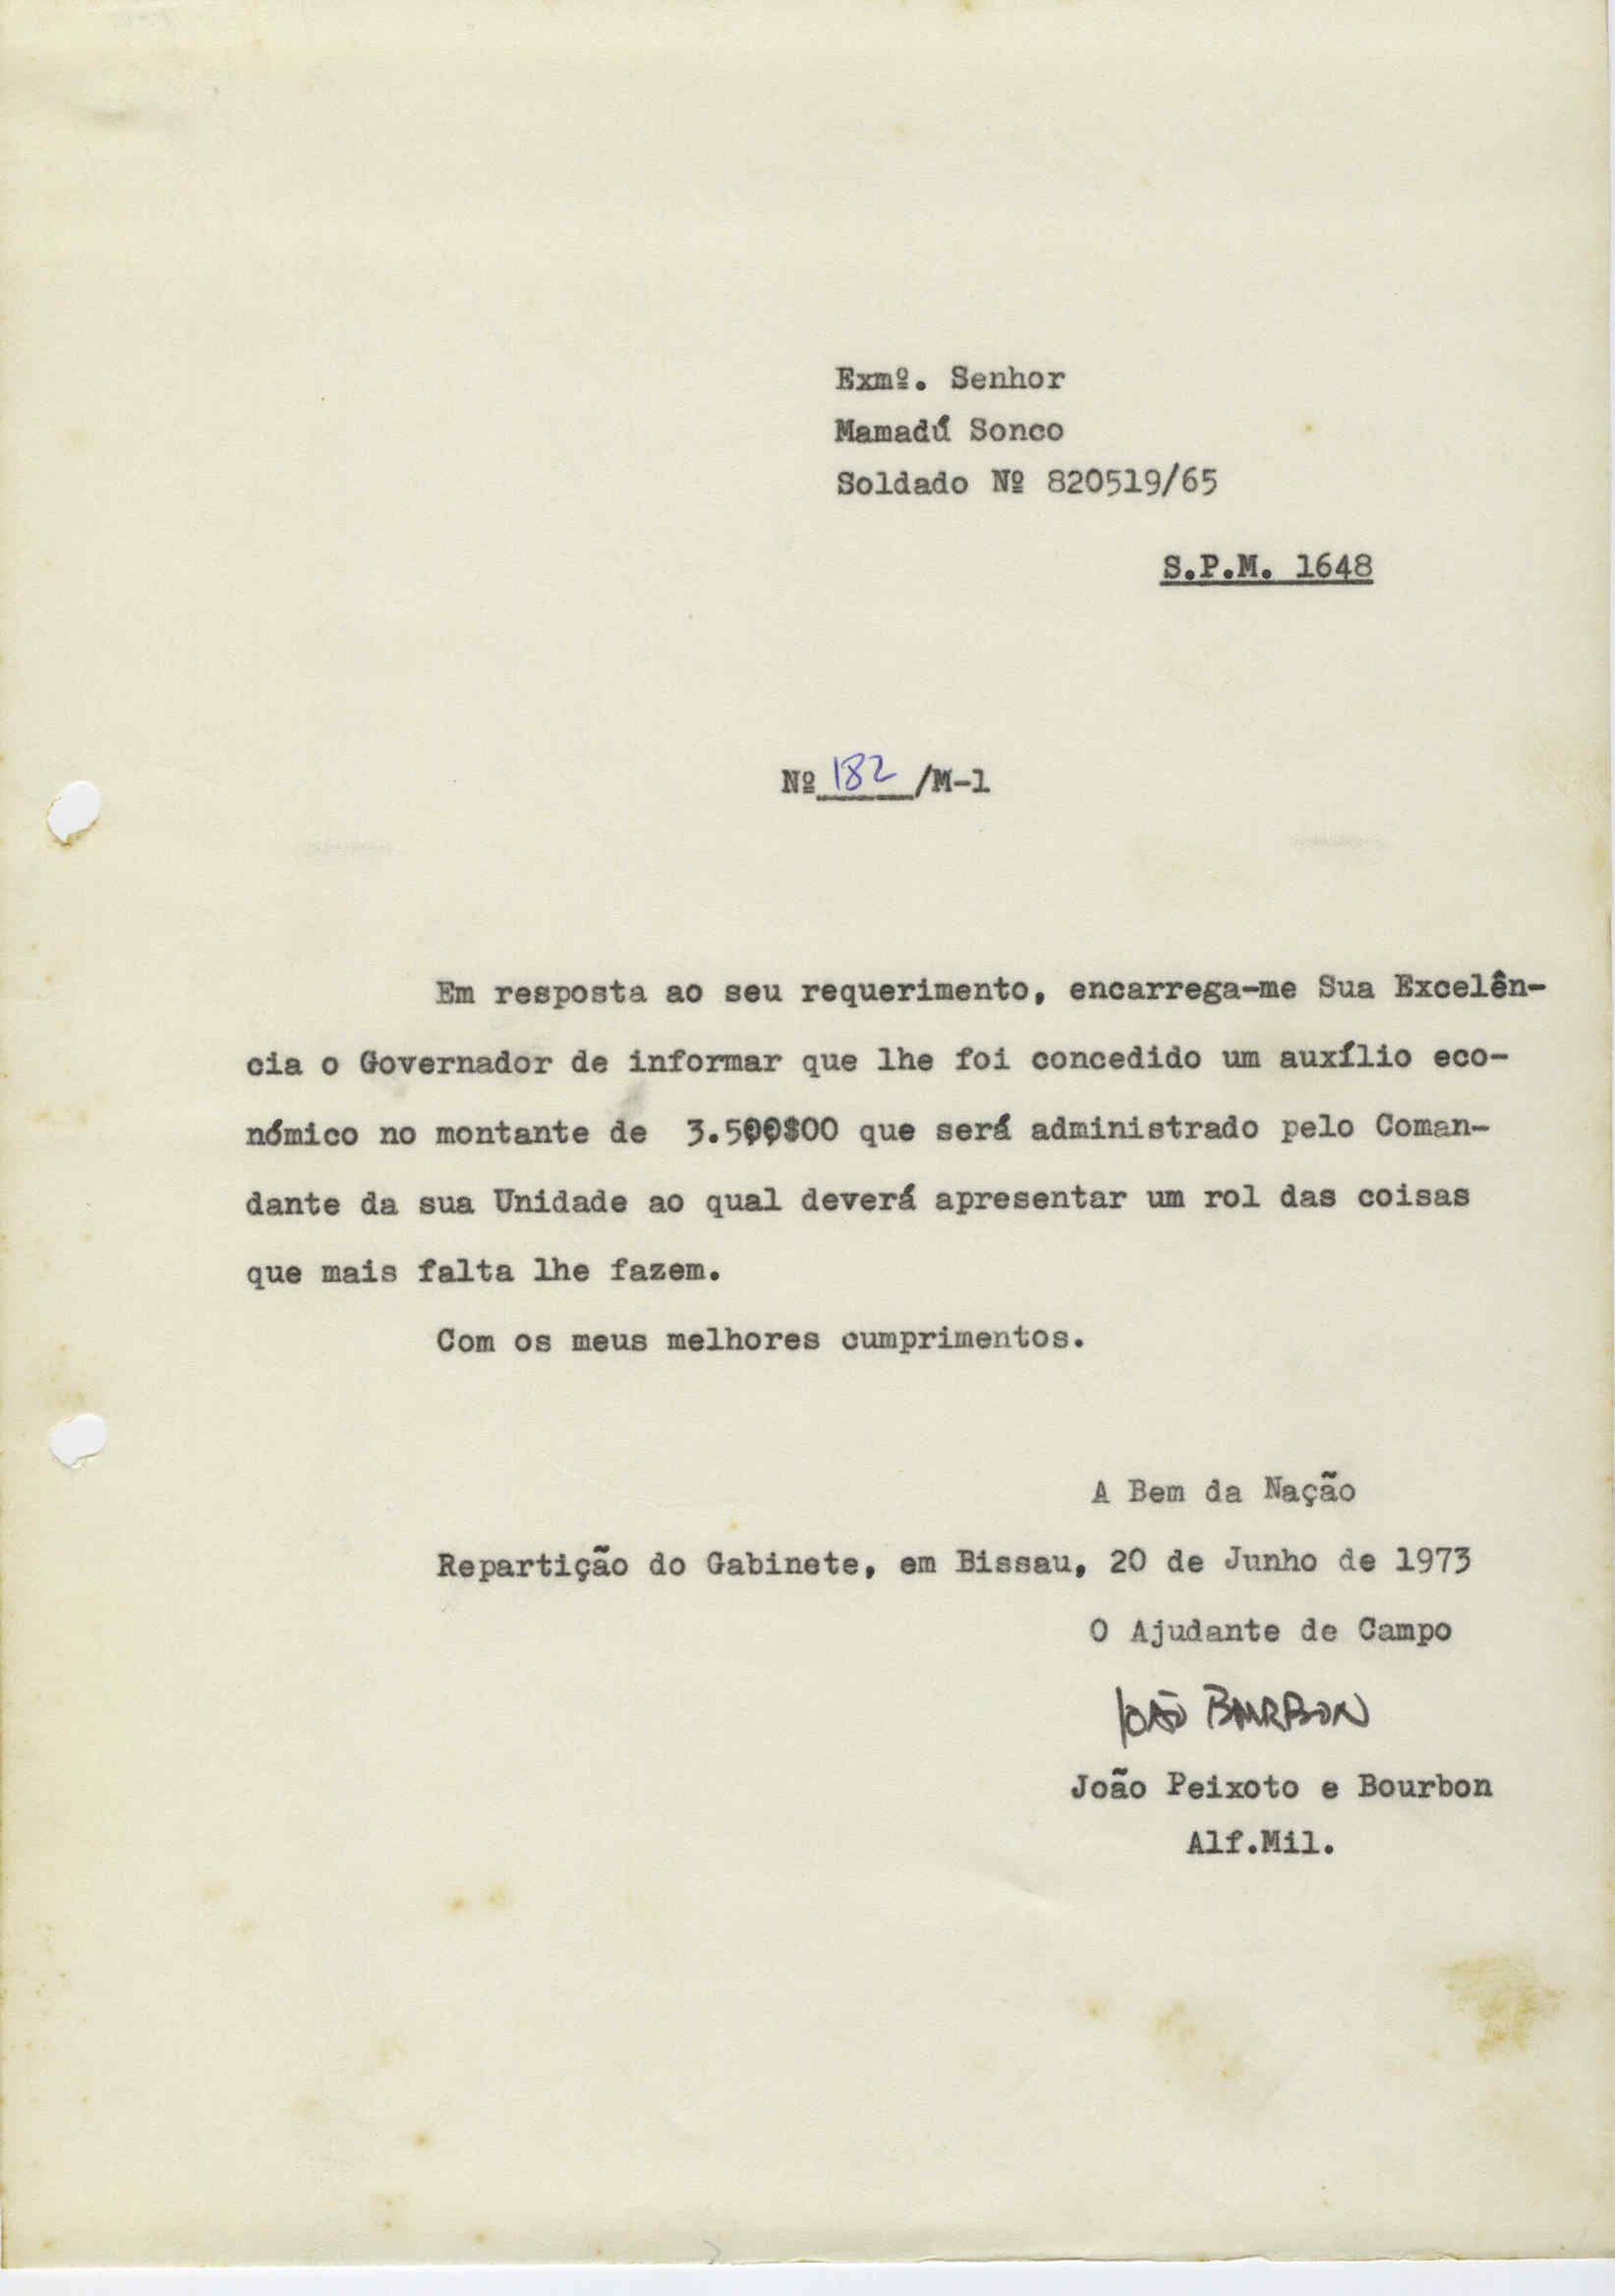 Exmº. Senhor
Mamadú Sonco
Soldado Nº 820519/65
S.P.M. 1648
Nº 182 /M-1
Em resposta ao seu requerimento, encarrega-me Sua Excelên-
cia o Governador de informar que lhe foi concedido um auxílio eco-
nómico no montante de 3.500$00 que será administrado pelo Coman-
dante da sua Unidade ao qual deverá apresentar um rol das coisas
que mais falta lhe fazem.
Com os meus melhores cumprimentos.
A Bem da Nação
Repartição do Gabinete, em Bissau, 20 de Junho de 1973
O Ajudante de Campo
JOÃO BOURBON
João Peixoto e Bourbon
Alf.Mil.